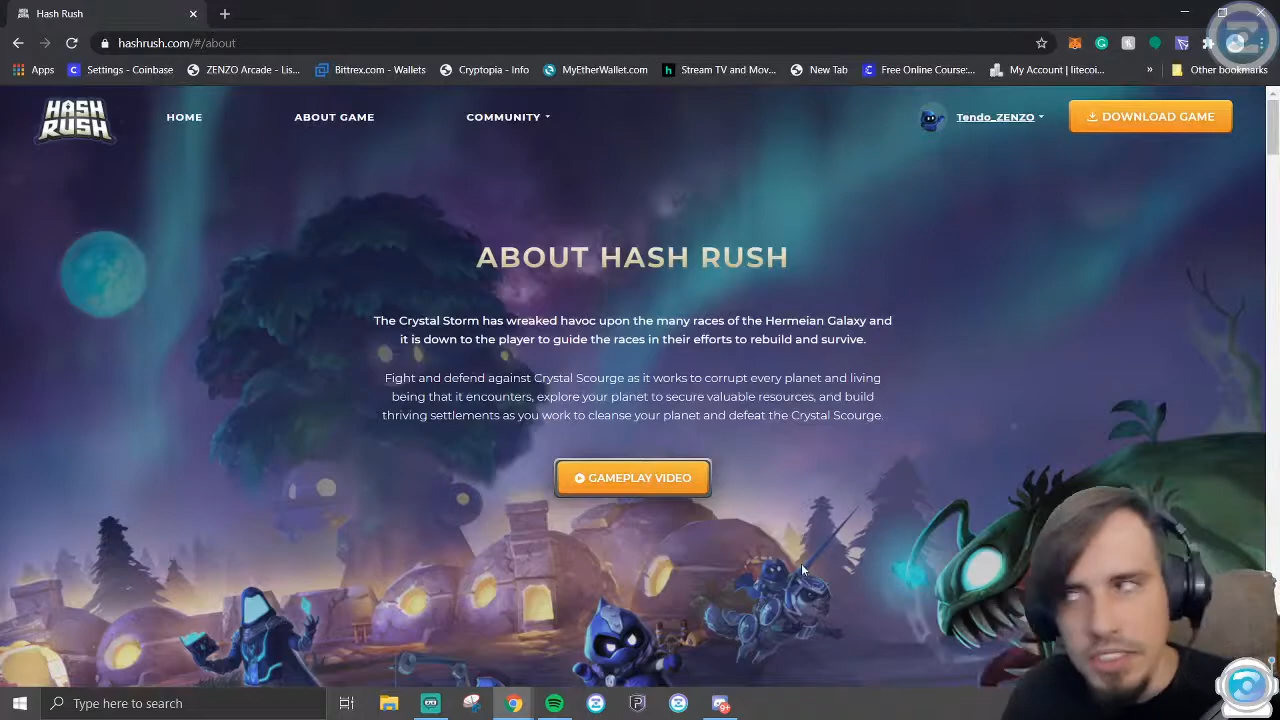 Hash Rush
hashrush.com/#/about
Apps
Settings - Coinbase
ZENZO Arcade - Lis...
Bittrex.com - Wallets
Cryptopia - Info
MyEtherWallet.com
Stream TV and Mov...
New Tab
Free Online Course:...
My Account | litecoi...
»
Other bookmarks
HASH
RUSH
HOME
ABOUT GAME
COMMUNITY
Tendo_ZENZO
DOWNLOAD GAME
ABOUT HASH RUSH
The Crystal Storm has wreaked havoc upon the many races of the Hermeian Galaxy and
it is down to the player to guide the races in their efforts to rebuild and survive.
Fight and defend against Crystal Scourge as it works to corrupt every planet and living
being that it encounters, explore your planet to secure valuable resources, and build
thriving settlements as you work to cleanse your planet and defeat the Crystal Scourge.
GAMEPLAY VIDEO
Type here to search